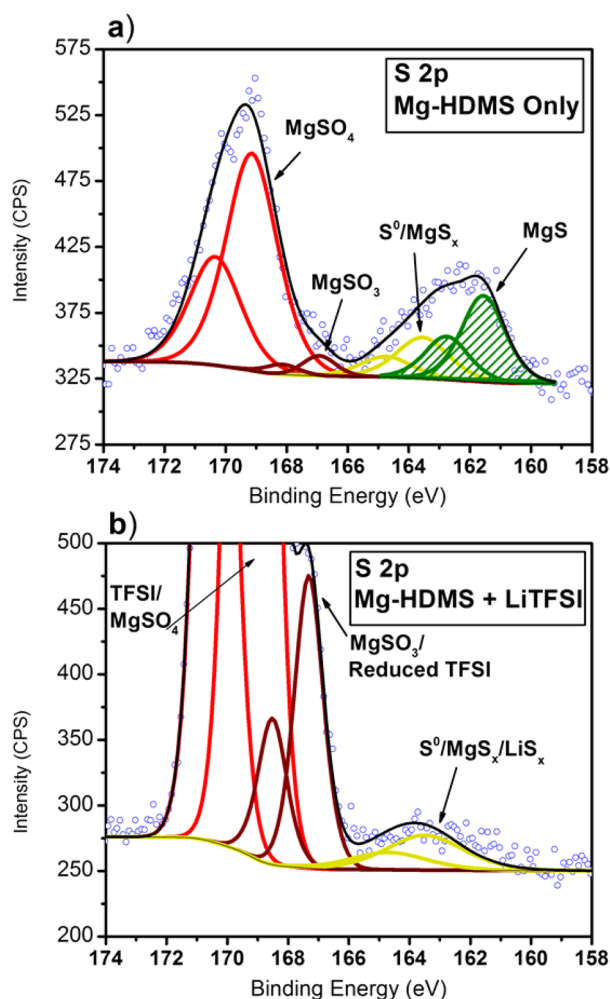 a)
575
525
475
425
375
325
275
Intensity (CPS)
S 2p
Mg-HDMS Only
MgSO₄
S⁰/MgSₓ
MgS
MgSO₃
174 172 170 168 166 164 162 160 158
Binding Energy (eV)
b)
500
450
400
350
300
250
200
Intensity (CPS)
S 2p
Mg-HDMS + LiTFSI
TFSI/
MgSO₄
MgSO₃/
Reduced TFSI
S⁰/MgSₓ/LiSₓ
174 172 170 168 166 164 162 160 158
Binding Energy (eV)